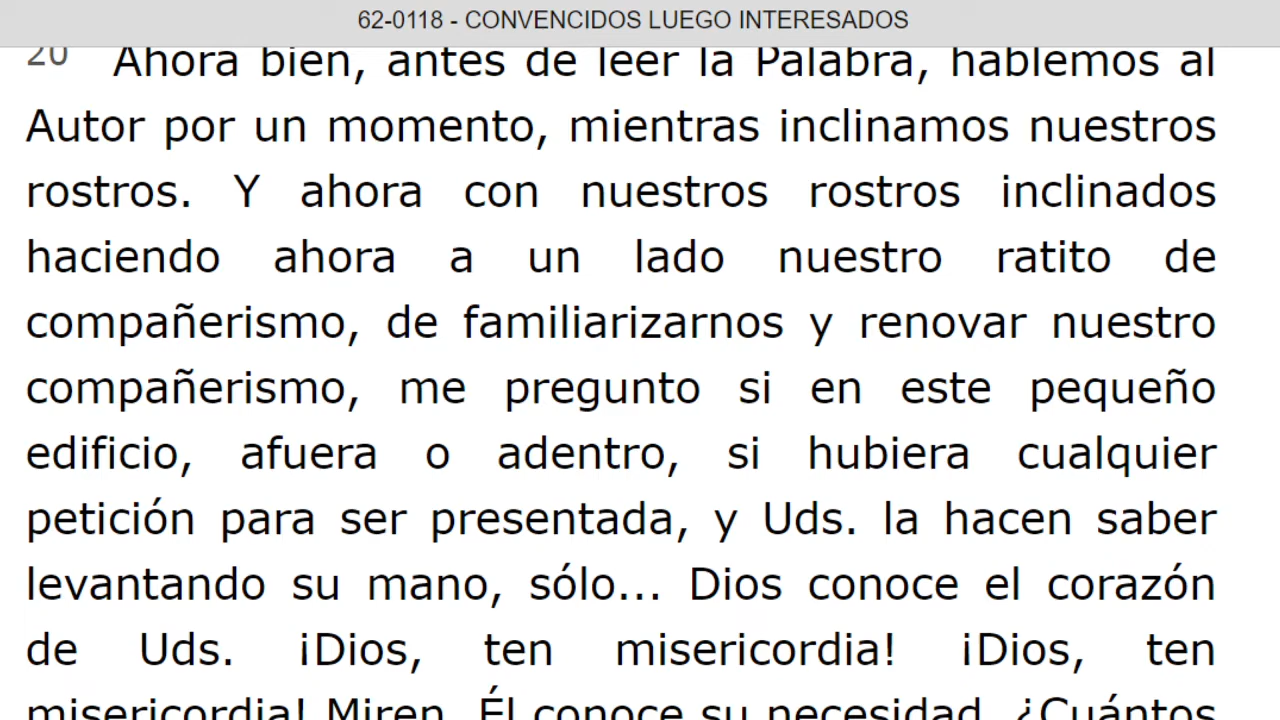 62-0118 - CONVENCIDOS LUEGO INTERESADOS
20 Ahora bien, antes de leer la Palabra, hablemos al
Autor por un momento, mientras inclinamos nuestros
rostros. Y ahora con nuestros rostros inclinados
haciendo ahora a un lado nuestro ratito de
compañerismo, de familiarizarnos y renovar nuestro
compañerismo, me pregunto si en este pequeño
edificio, afuera o adentro, si hubiera cualquier
petición para ser presentada, y Uds. la hacen saber
levantando su mano, sólo... Dios conoce el corazón
de Uds. ¡Dios, ten misericordia! ¡Dios, ten
misericordia! Miren, Él conoce su necesidad. ¿Cuántos